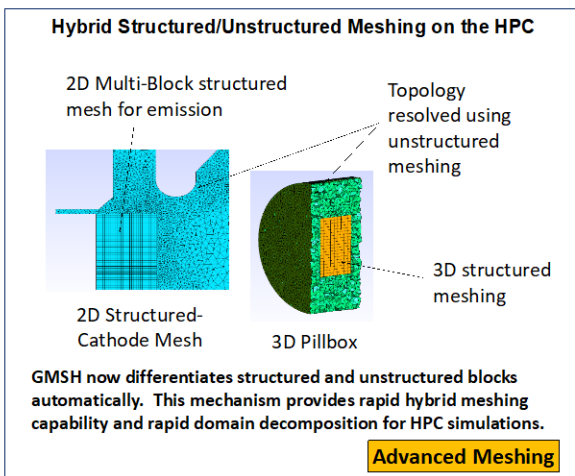 Hybrid Structured/Unstructured Meshing on the HPC
2D Multi-Block structured
mesh for emission
Topology
resolved using
unstructured
meshing
3D structured
meshing
2D Structured-
Cathode Mesh
3D Pillbox
GMSH now differentiates structured and unstructured blocks
automatically. This mechanism provides rapid hybrid meshing
capability and rapid domain decomposition for HPC simulations.
Advanced Meshing